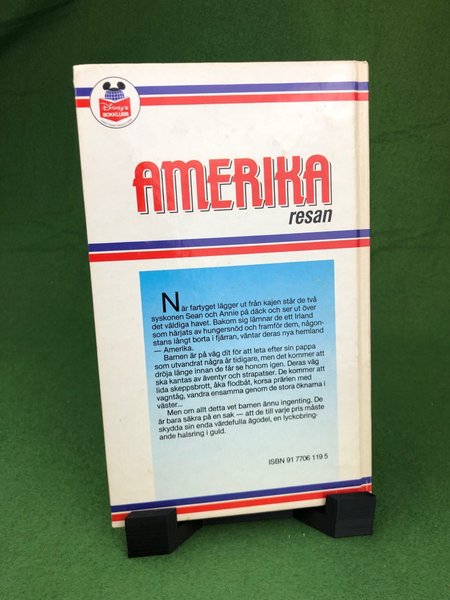 Disney's
BOKKLUBB
AMERIKA
resan
När fartyget lägger ut från kajen står de två
syskonen Sean och Annie på däck och ser ut över
det väldiga havet. Bakom sig lämnar de ett Irland
som härjats av hungersnöd och framför dem, någon-
stans långt borta i fjärran, väntar deras nya hemland
— Amerika.
Barnen är på väg dit för att leta efter sin pappa
som utvandrat några år tidigare, men det kommer att
dröja länge innan de får se honom igen. Deras väg
ska kantas av äventyr och strapatser. De kommer att
lida skeppsbrott, åka flodbåt, korsa prärien med
vagntåg, vandra ensamma genom de stora öknarna i
väster...
Men om allt detta vet barnen ännu ingenting. De
är bara säkra på en sak — att de till varje pris måste
skydda sin enda värdefulla ägodel, en lyckobring-
ande halsring i guld.
ISBN 91 7706 119 5